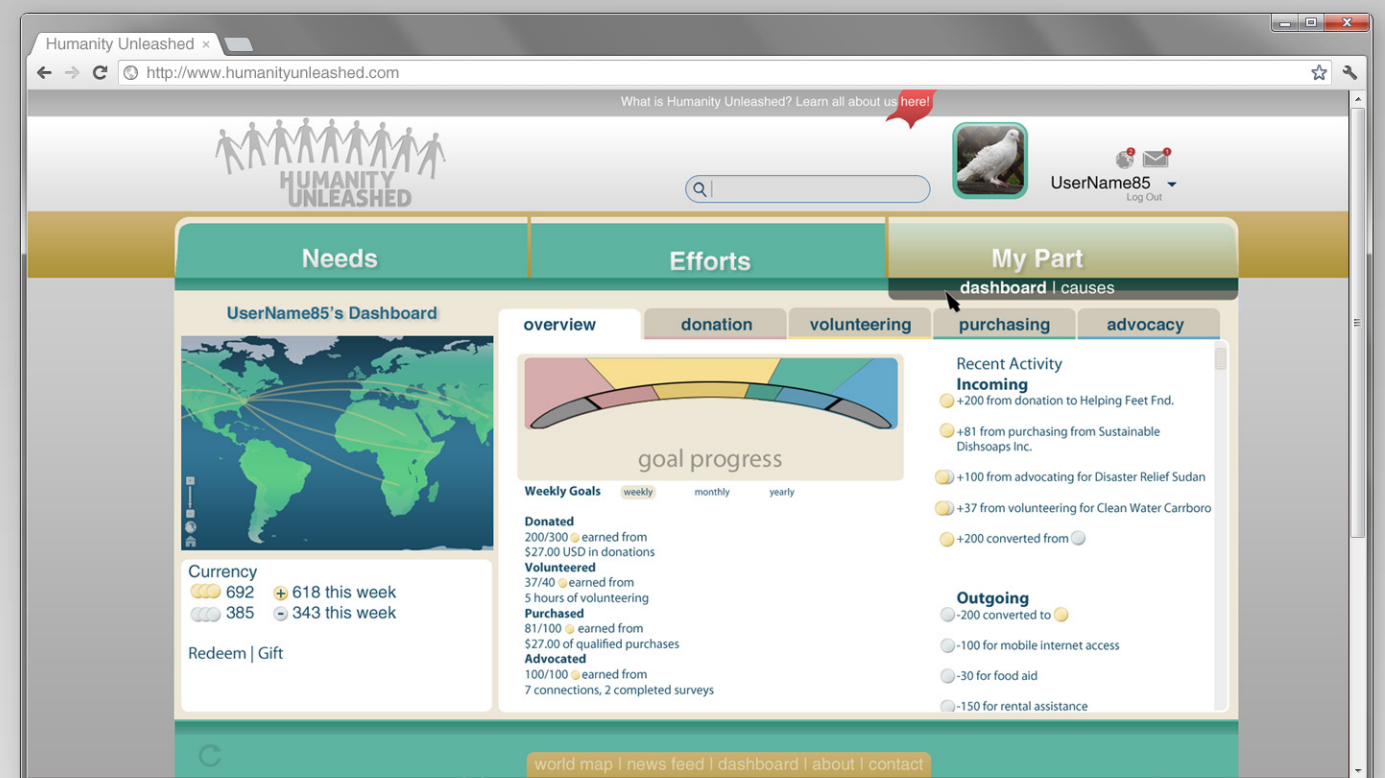 Humanity Unleashed ×
http://www.humanityunleashed.com
What is Humanity Unleashed? Learn all about us here!
HUMANITY
UNLEASHED
2 1
UserName85
Log Out
Needs
Efforts
My Part
dashboard | causes
UserName85's Dashboard
overview
donation
volunteering
purchasing
advocacy
goal progress
Weekly Goals weekly monthly yearly
Donated
200/300 earned from
$27.00 USD in donations
Volunteered
37/40 earned from
5 hours of volunteering
Purchased
81/100 earned from
$27.00 of qualified purchases
Advocated
100/100 earned from
7 connections, 2 completed surveys
Recent Activity
Incoming
+200 from donation to Helping Feet Fnd.
+81 from purchasing from Sustainable
Dishsoaps Inc.
+100 from advocating for Disaster Relief Sudan
+37 from volunteering for Clean Water Carrboro
+200 converted from
Outgoing
-200 converted to
-100 for mobile internet access
-30 for food aid
-150 for rental assistance
Currency
692 + 618 this week
385 - 343 this week
Redeem | Gift
world map | news feed | dashboard | about | contact